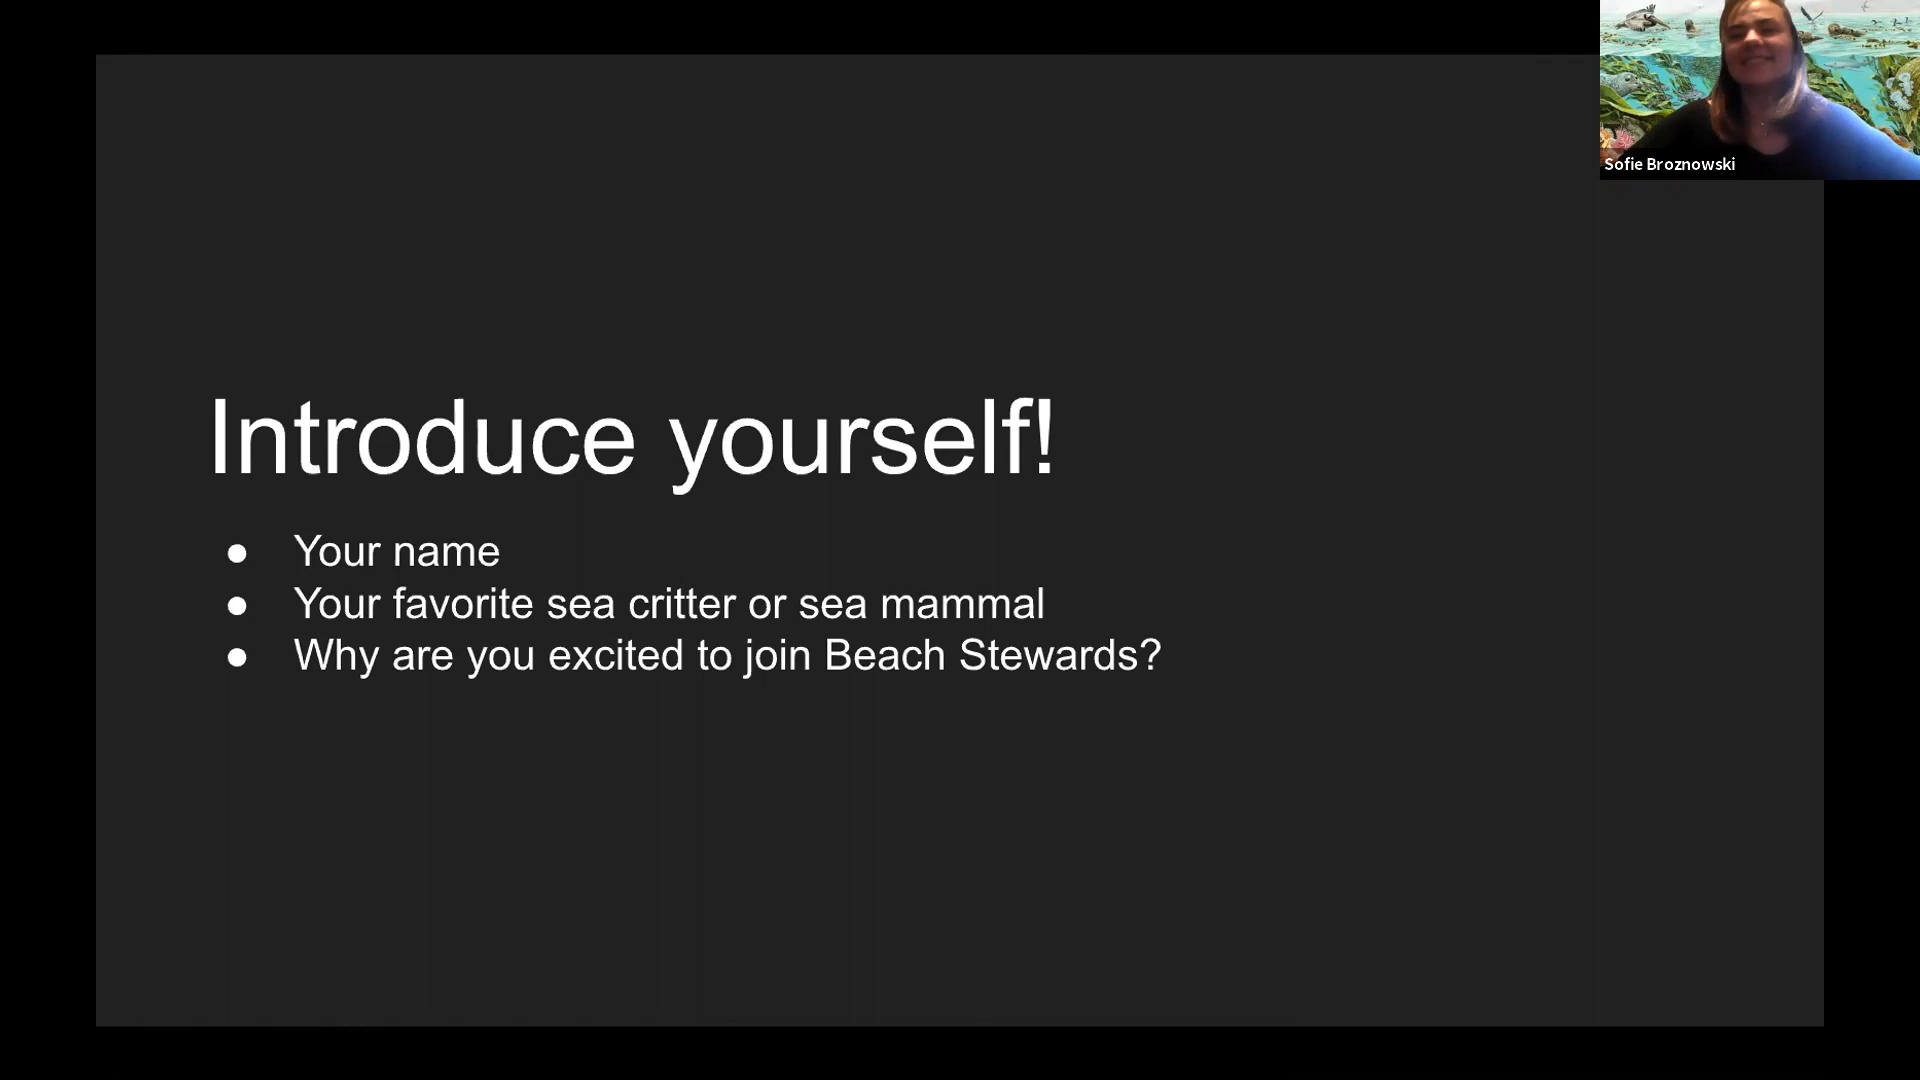 Sofie Broznowski
Introduce yourself!
● Your name
● Your favorite sea critter or sea mammal
● Why are you excited to join Beach Stewards?